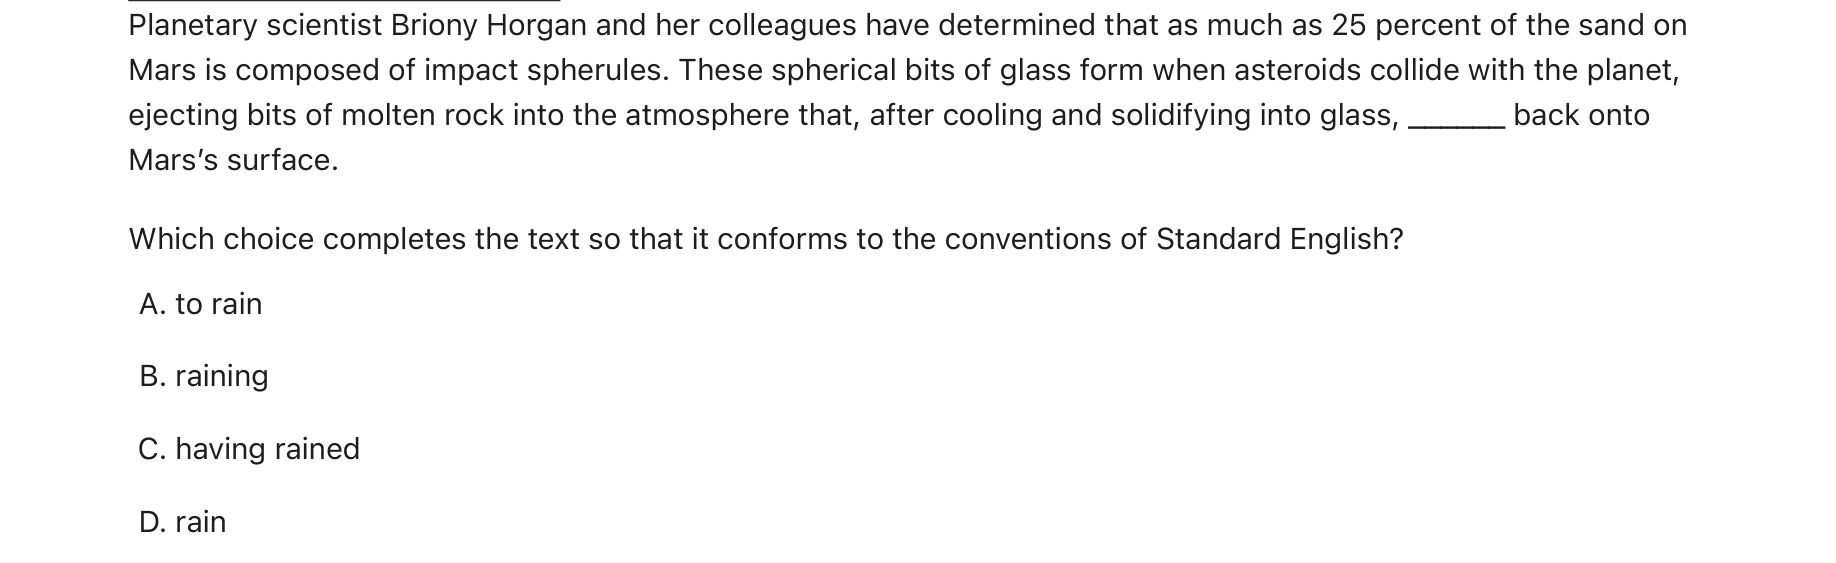 Planetary scientist Briony Horgan and her colleagues have determined that as much as 25 percent of the sand on
Mars is composed of impact spherules. These spherical bits of glass form when asteroids collide with the planet,
ejecting bits of molten rock into the atmosphere that, after cooling and solidifying into glass, ______ back onto
Mars’s surface.
Which choice completes the text so that it conforms to the conventions of Standard English?
A. to rain
B. raining
C. having rained
D. rain